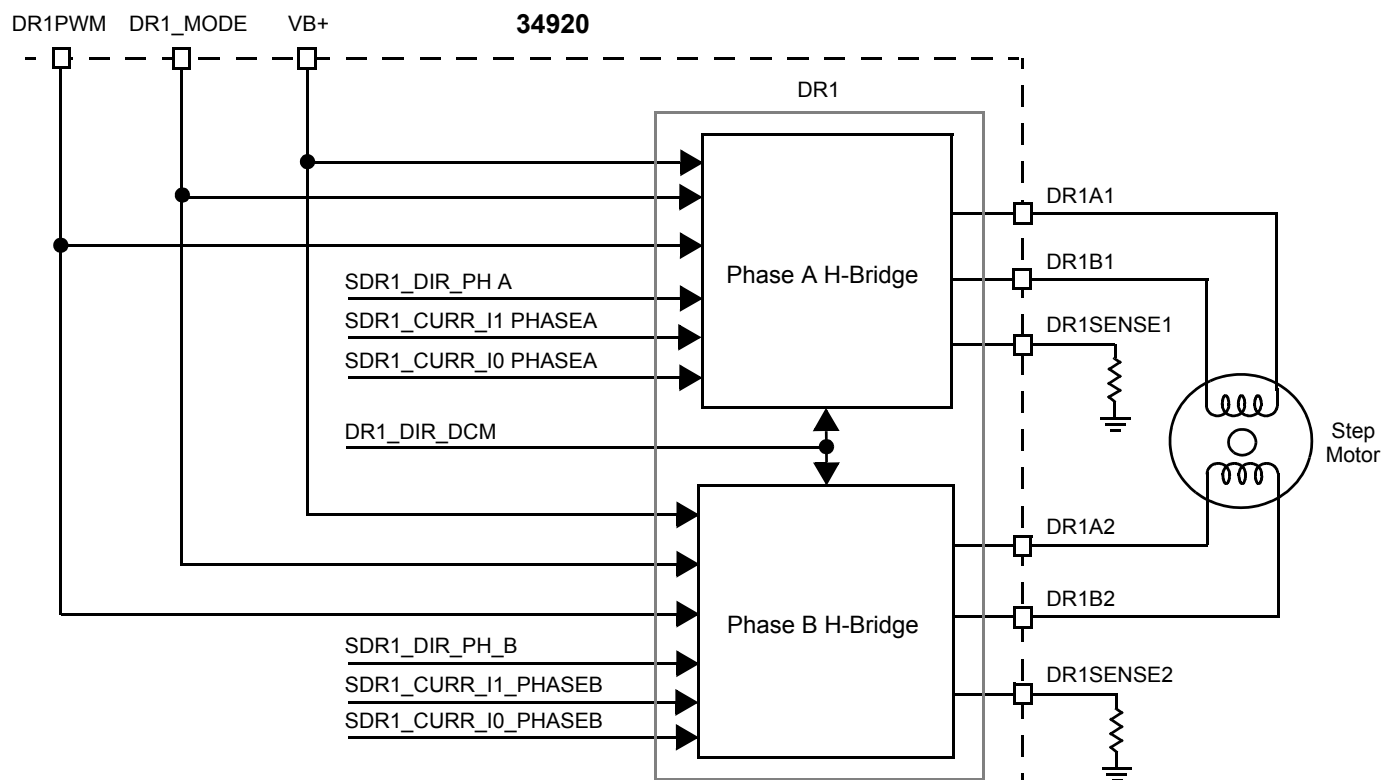 DR1PWM DR1_MODE VB+ 34920
DR1
DR1A1
DR1B1
Phase A H-Bridge
SDR1_DIR_PH A
SDR1_CURR_I1 PHASEA
SDR1_CURR_I0 PHASEA
DR1SENSE1
DR1_DIR_DCM
Step
Motor
DR1A2
DR1B2
Phase B H-Bridge
SDR1_DIR_PH_B
SDR1_CURR_I1_PHASEB
SDR1_CURR_I0_PHASEB
DR1SENSE2